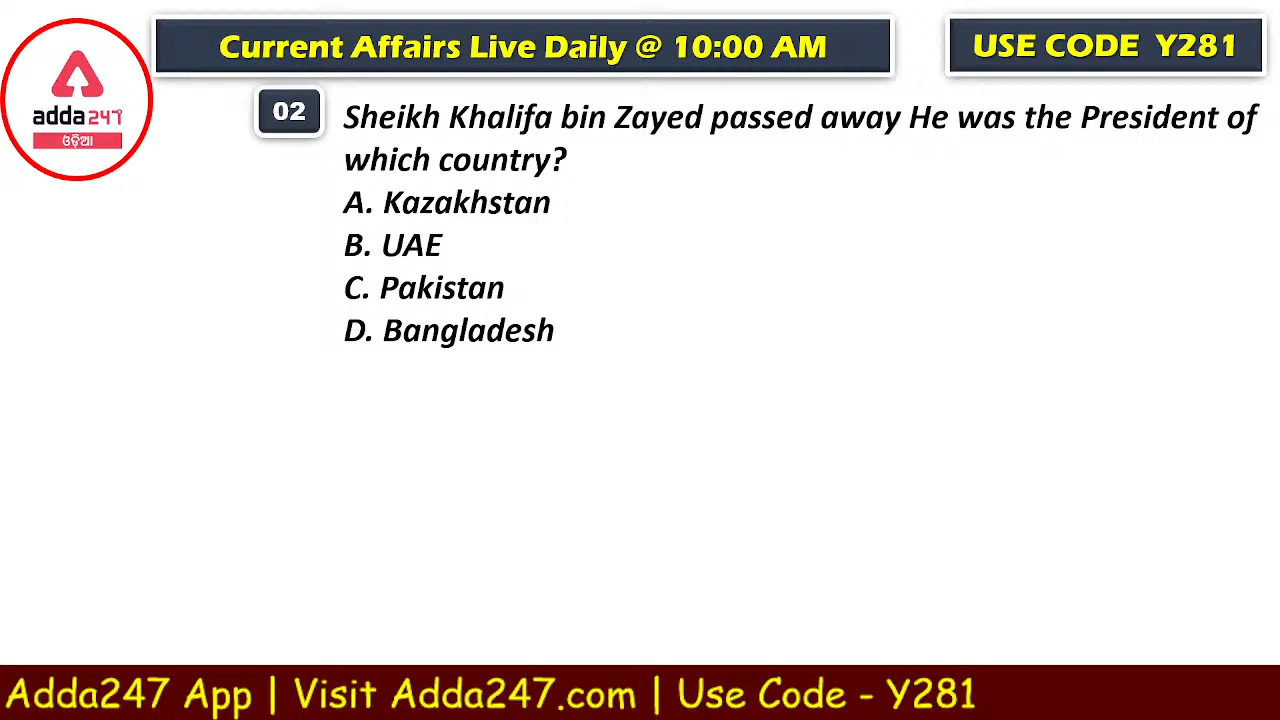 Current Affairs Live Daily @ 10:00 AM
USE CODE Y281
adda247
ଓଡ଼ିଆ
02
Sheikh Khalifa bin Zayed passed away He was the President of
which country?
A. Kazakhstan
B. UAE
C. Pakistan
D. Bangladesh
Adda247 App | Visit Adda247.com | Use Code - Y281